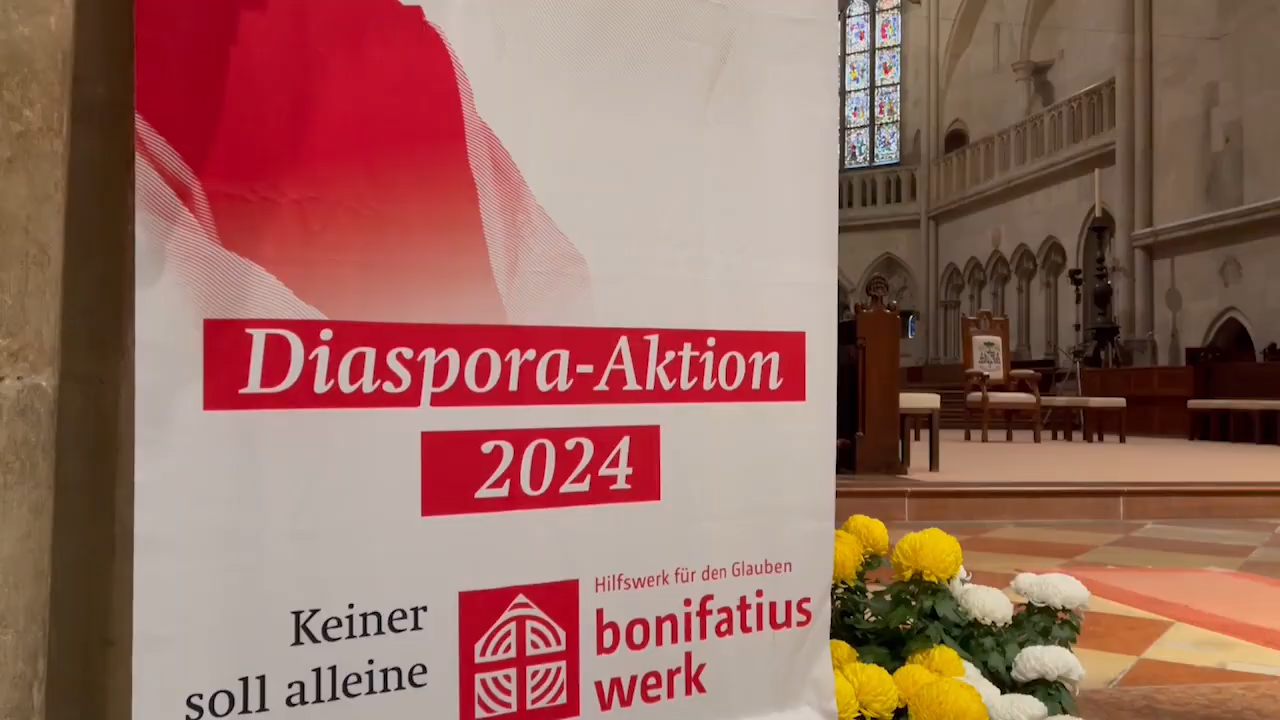 Diaspora-Aktion
2024
Keiner
soll alleine
Hilfswerk für den Glauben
bonifatius
werk